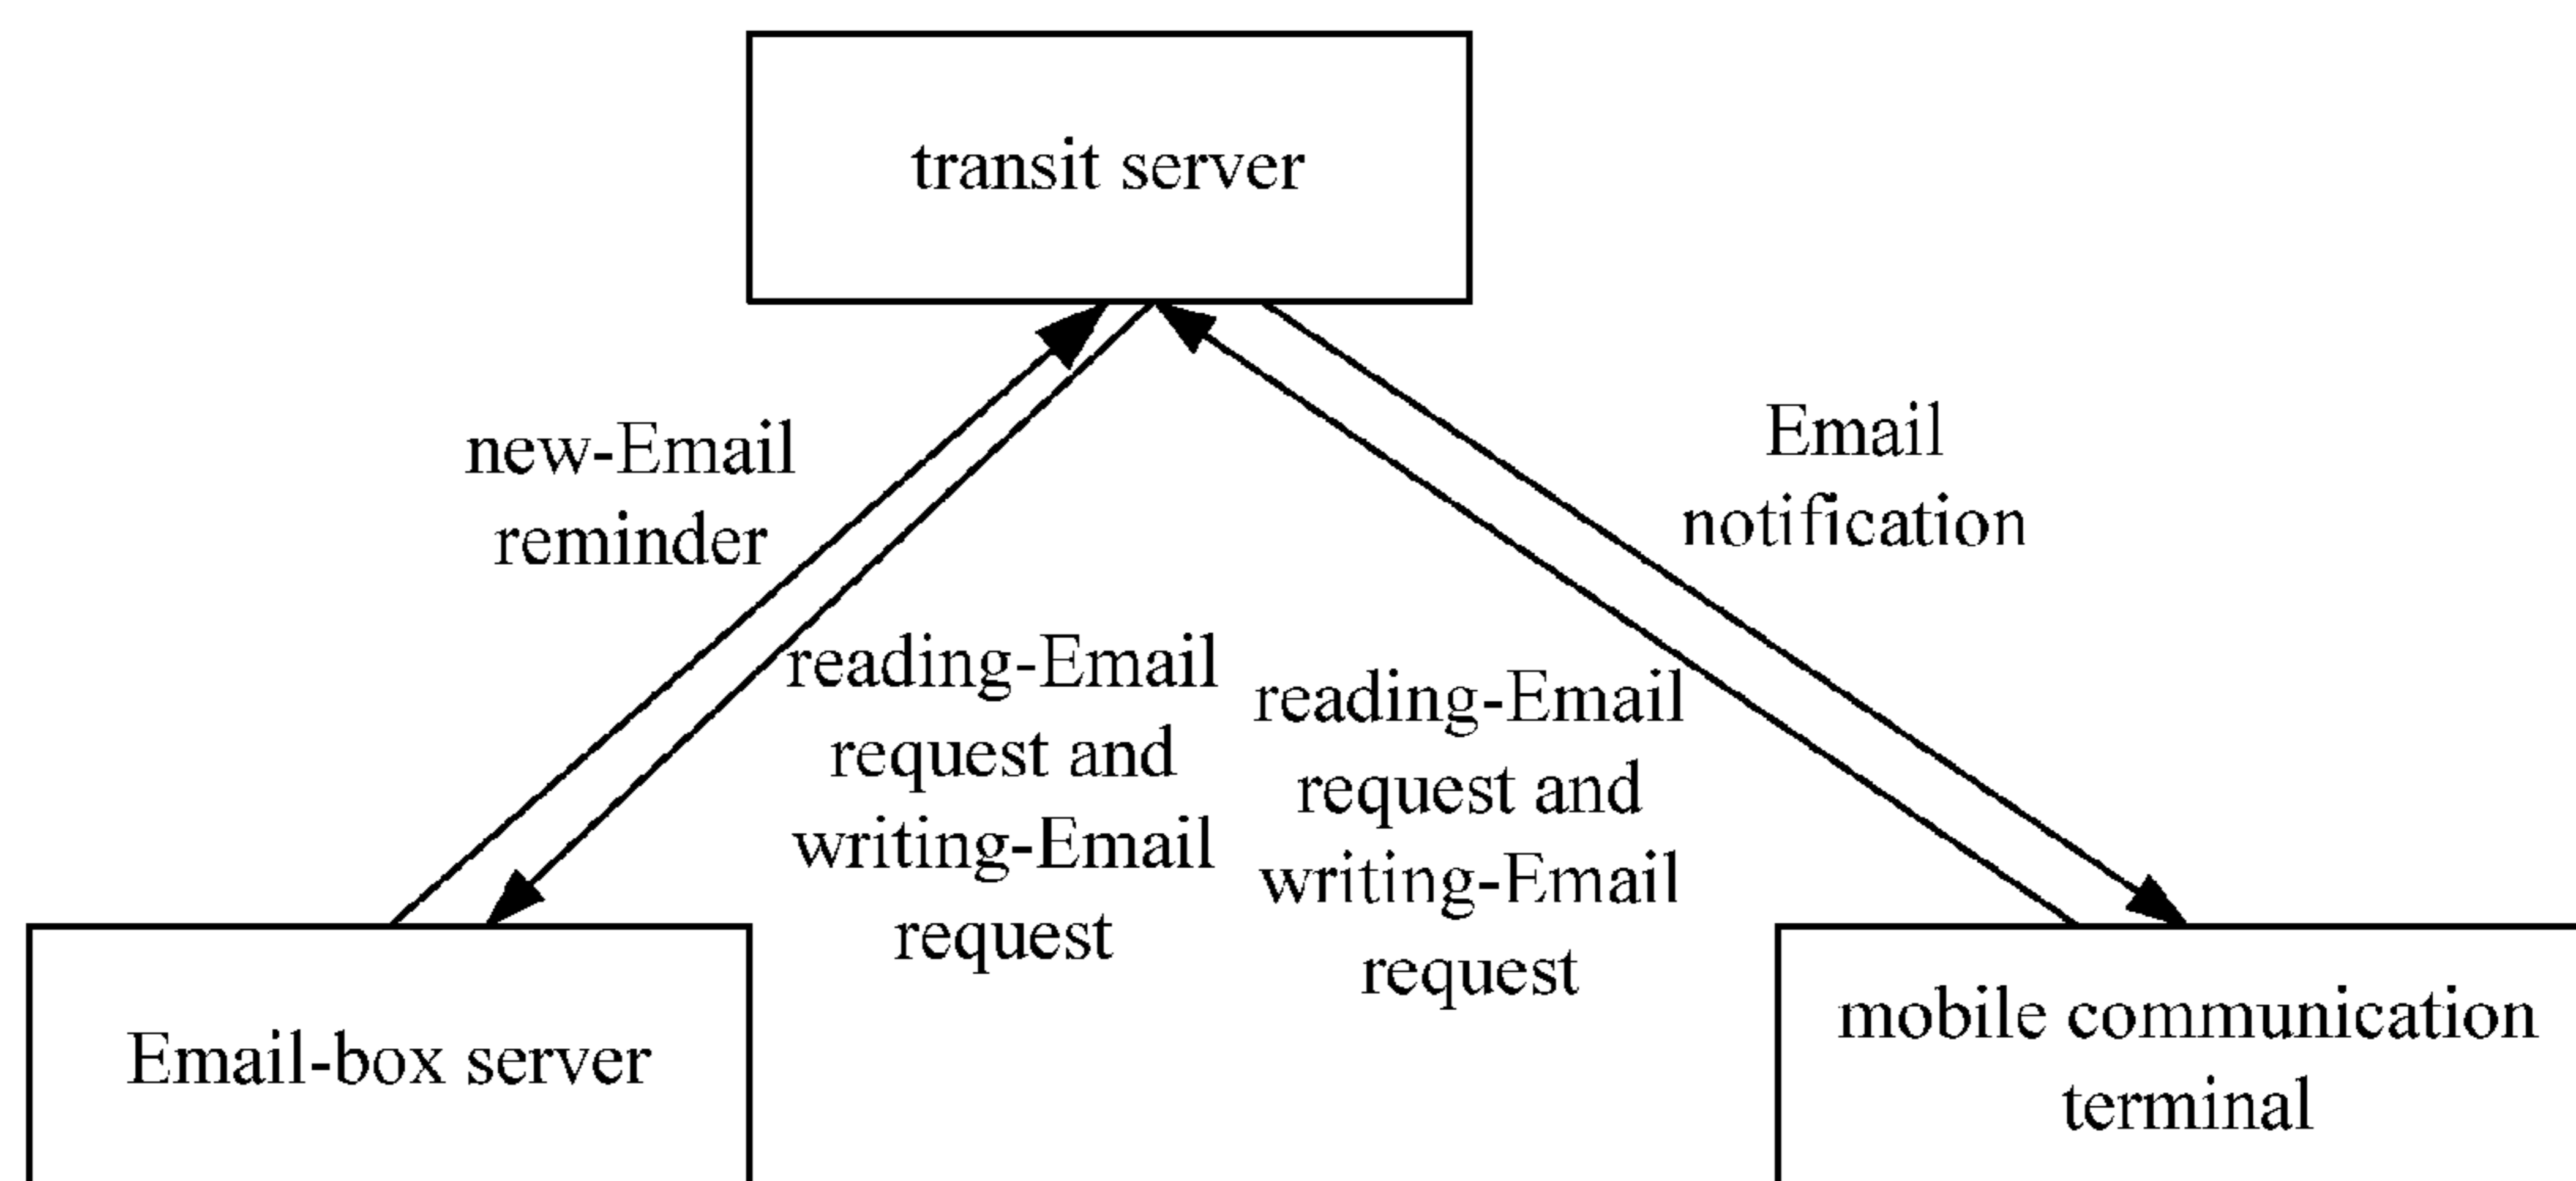 transit server
new-Email
reminder
Email
notification
reading-Email
request and
writing-Email
request
reading-Email
request and
writing-Email
request
Email-box server
mobile communication
terminal